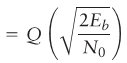 = Q ( √(2E_b / N_0) )